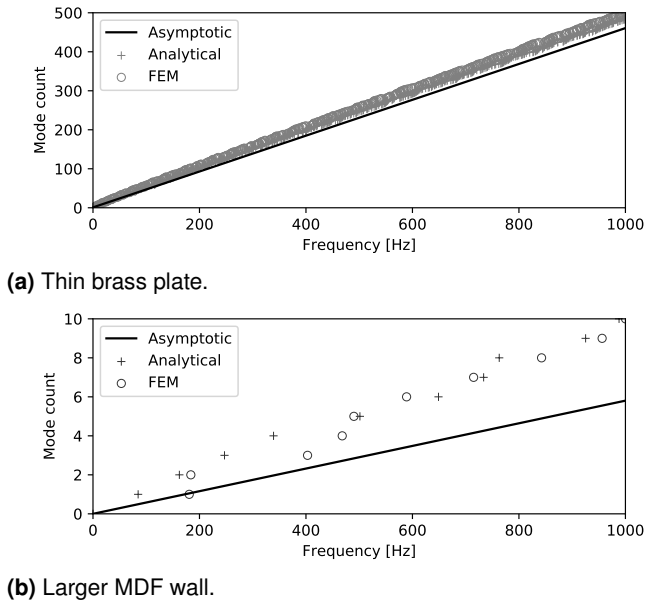 500
400
300
200
100
0
Mode count
Asymptotic
Analytical
FEM
0 200 400 600 800 1000
Frequency [Hz]
(a) Thin brass plate.
10
8
6
4
2
0
Mode count
Asymptotic
Analytical
FEM
0 200 400 600 800 1000
Frequency [Hz]
(b) Larger MDF wall.